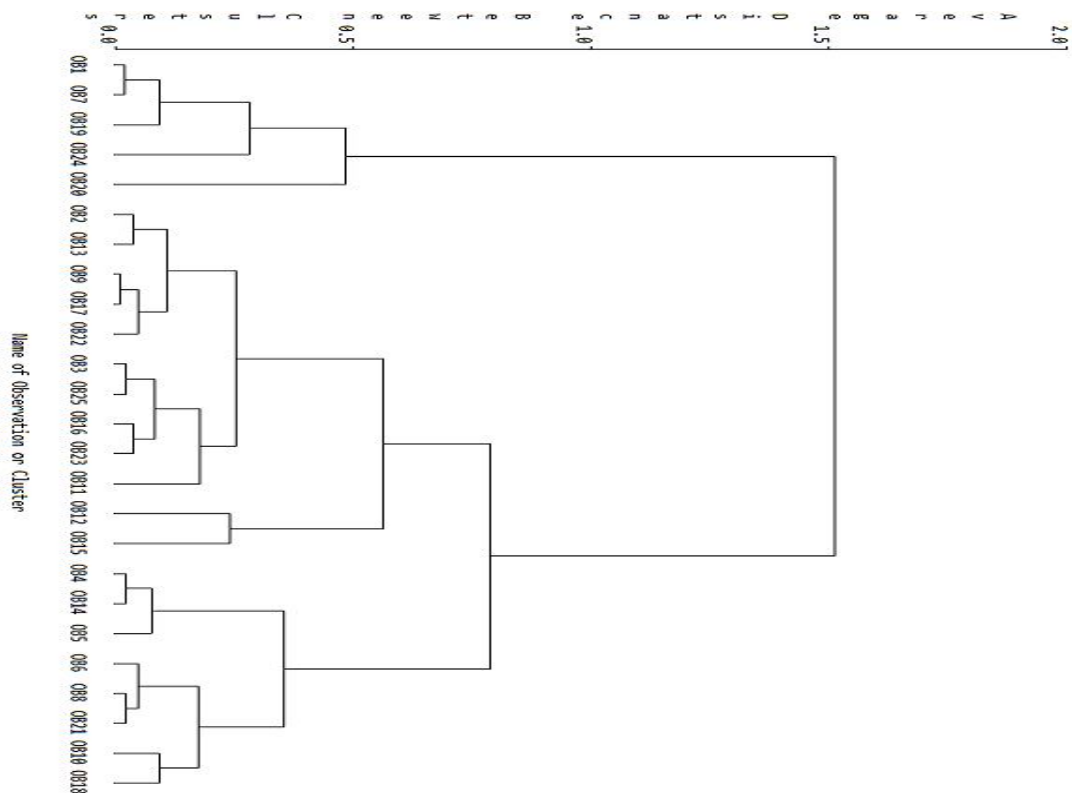 Average Distance Between Clusters
2.0
1.5
1.0
0.5
0.0
OB1 OB7 OB19 OB24 OB20 OB2 OB13 OB9 OB17 OB22 OB3 OB25 OB16 OB23 OB11 OB12 OB15 OB4 OB14 OB5 OB6 OB8 OB21 OB10 OB18
Name of Observation or Cluster